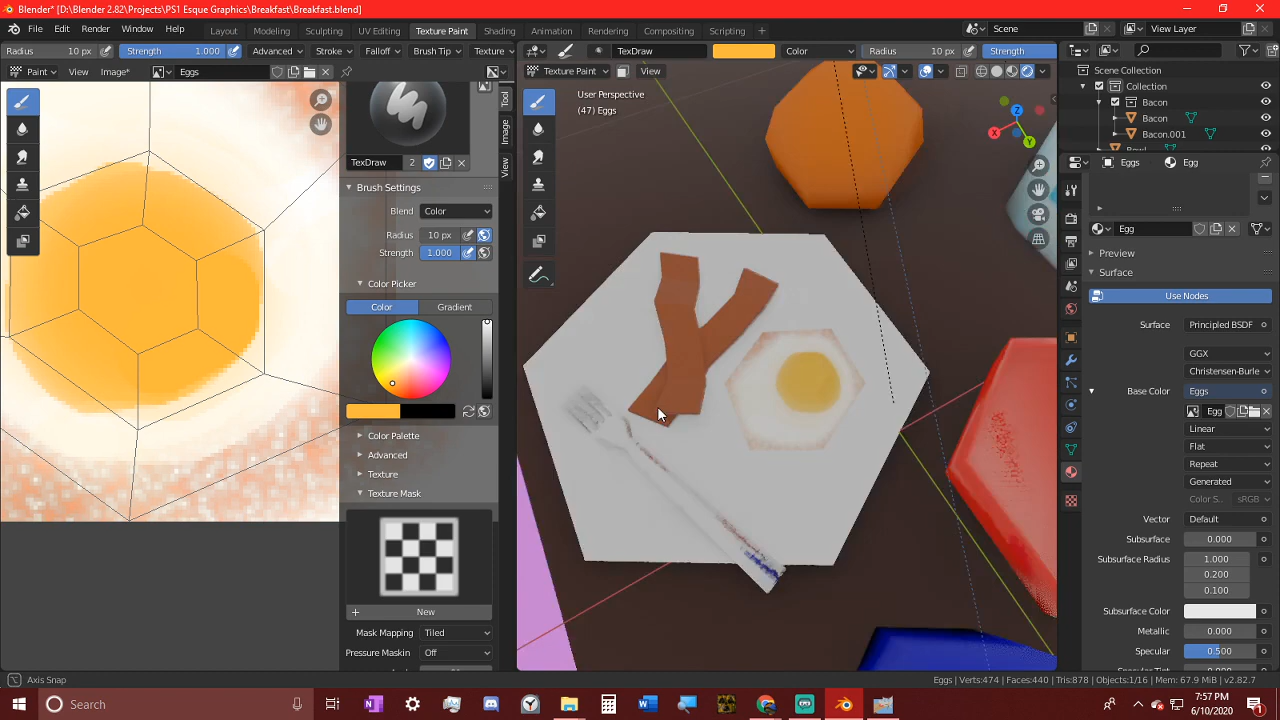 Blender* [D:\Blender 2.82\Projects\PS1 Esque Graphics\Breakfast\Breakfast.blend]
File Edit Render Window Help Layout Modeling Sculpting UV Editing Texture Paint Shading Animation Rendering Compositing Scripting Scene View Layer
Radius 10 px Strength 1.000 Advanced Stroke Falloff Brush Tip Texture TexDraw Color Radius 10 px Strength
Paint View Image* Eggs Texture Paint View Scene Collection
Collection
Bacon
Bacon
Bacon.001
User Perspective
(47) Eggs
Tool
Image
View
TexDraw 2
Eggs Egg
Brush Settings
Blend Color
Radius 10 px
Strength 1.000
Color Picker
Color Gradient
Color Palette
Advanced
Texture
Texture Mask
New
Mask Mapping Tiled
Pressure Maskin Off
Egg
Preview
Surface
Use Nodes
Surface Principled BSDF
GGX
Christensen-Burle
Base Color Eggs
Egg
Linear
Flat
Repeat
Generated
Color S... sRGB
Vector Default
Subsurface 0.000
Subsurface Radius 1.000
0.200
0.100
Subsurface Color
Metallic 0.000
Specular 0.500
Axis Snap Eggs | Verts:474 | Faces:440 | Tris:878 | Objects:1/16 | Mem: 67.9 MiB | v2.82.7
Search 7:57 PM
6/10/2020